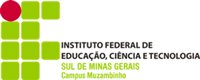 INSTITUTO FEDERAL DE
EDUCAÇÃO, CIÊNCIA E TECNOLOGIA
SUL DE MINAS GERAIS
Campus Muzambinho